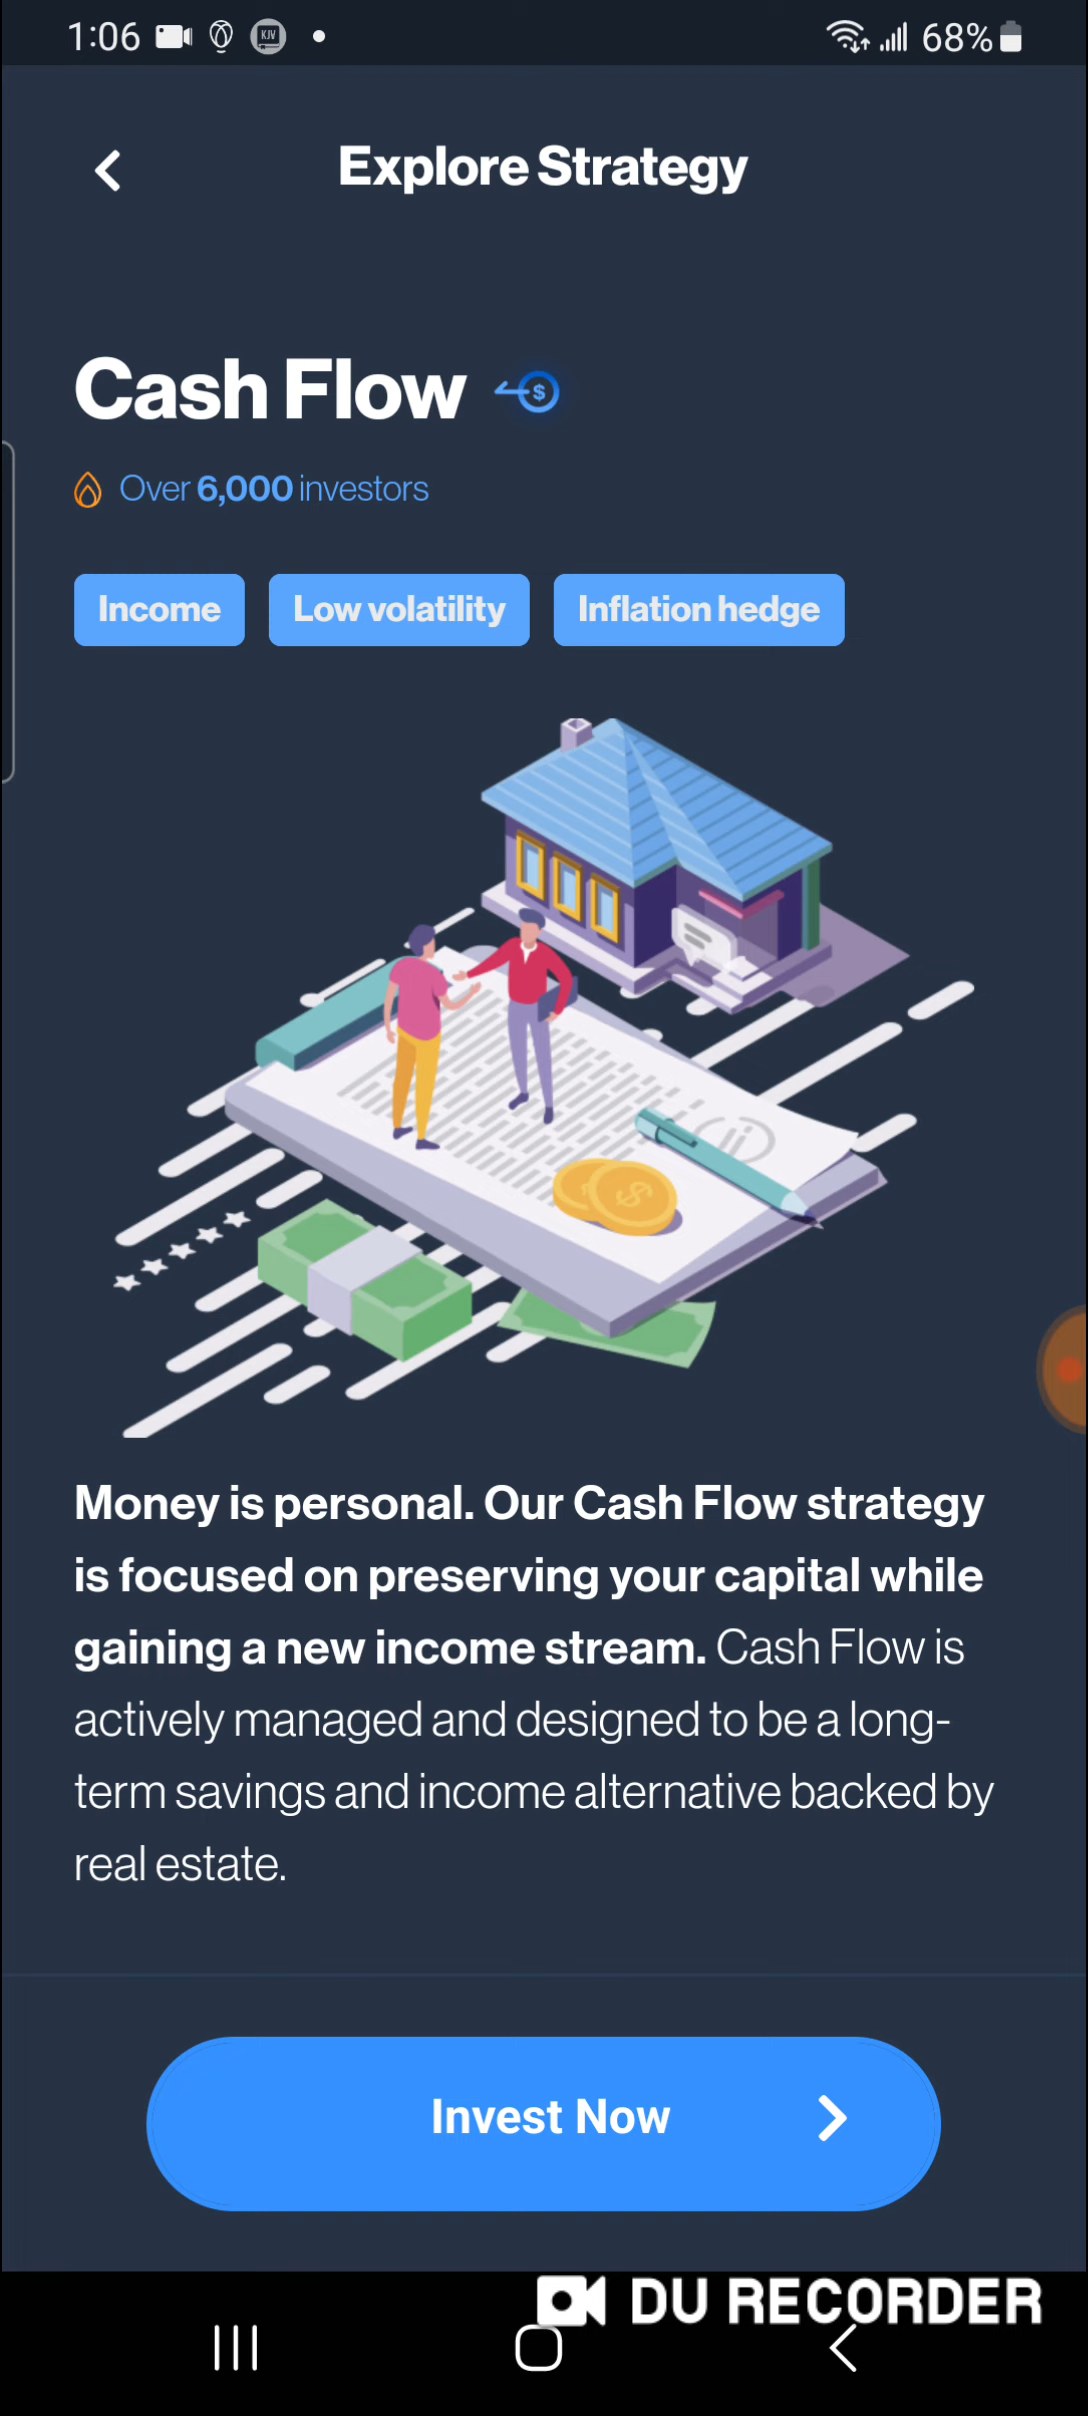 1:06 KJV 68%
Explore Strategy
Cash Flow $
Over 6,000 investors
Income Low volatility Inflation hedge
$
Money is personal. Our Cash Flow strategy
is focused on preserving your capital while
gaining a new income stream. Cash Flow is
actively managed and designed to be a long-
term savings and income alternative backed by
real estate.
Invest Now
DU RECORDER